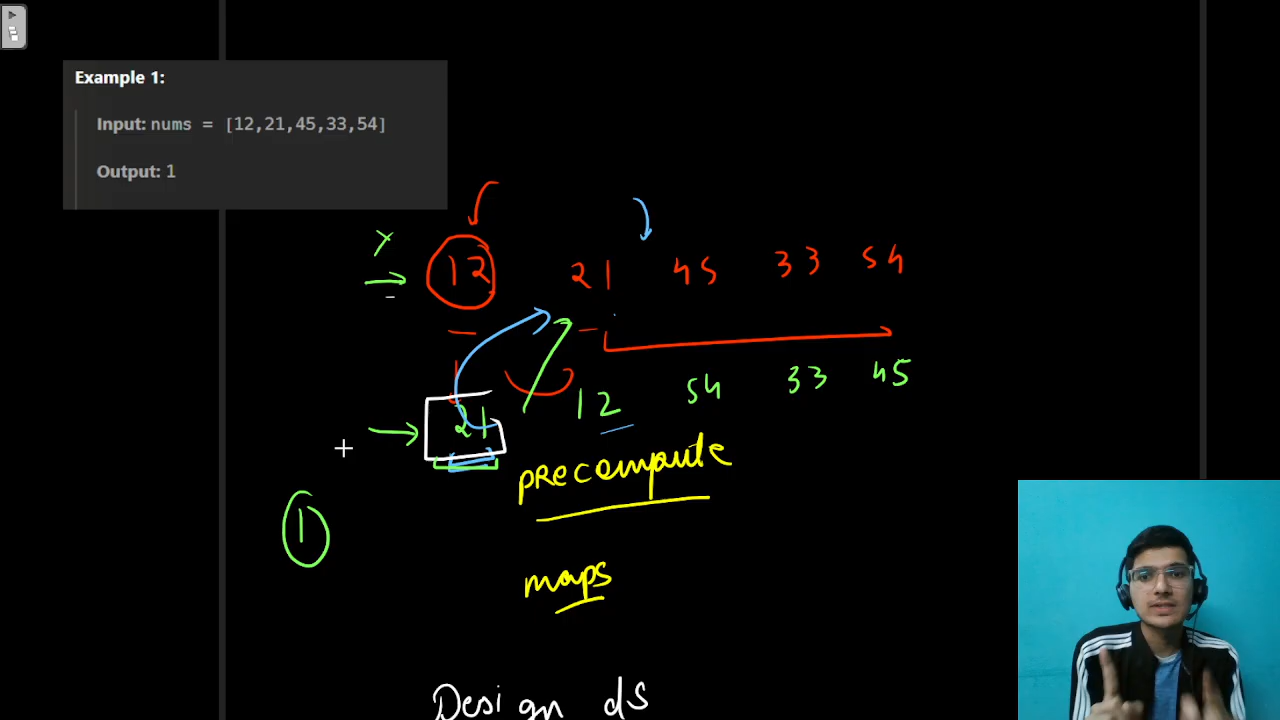 Example 1:
Input: nums = [12,21,45,33,54]
Output: 1
Y
12 21 45 33 54
21 12 54 33 45
precompute
1
maps
Design ds